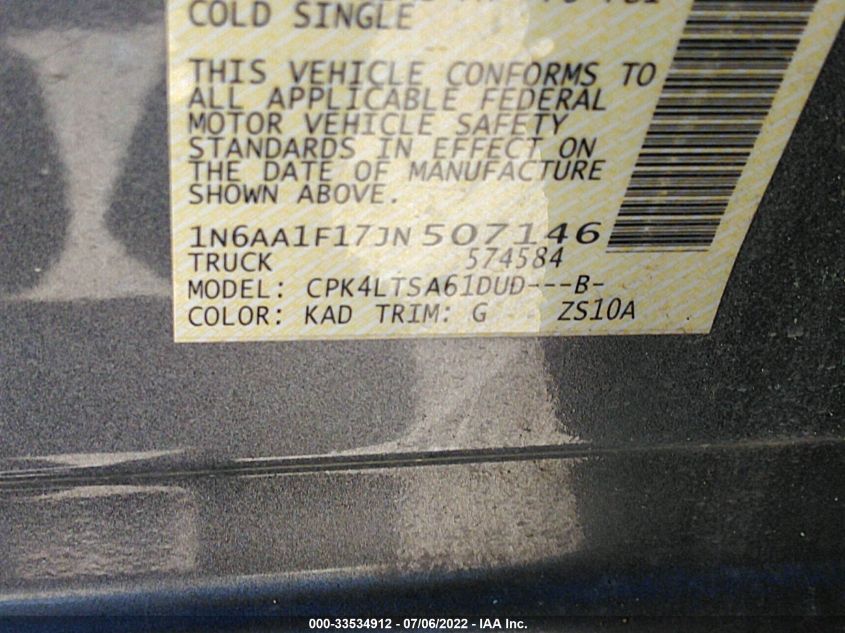 COLD SINGLE
THIS VEHICLE CONFORMS TO
ALL APPLICABLE FEDERAL
MOTOR VEHICLE SAFETY
STANDARDS IN EFFECT ON
THE DATE OF MANUFACTURE
SHOWN ABOVE.
1N6AA1F17JN507146
TRUCK 574584
MODEL: CPK4LTSA61DUD---B-
COLOR: KAD TRIM: G ZS10A
000-33534912 - 07/06/2022 - IAA Inc.